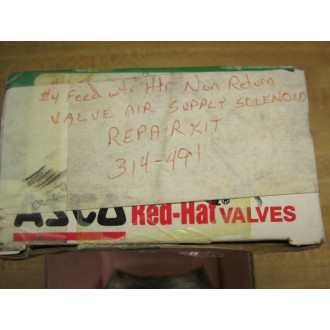 #4 Feed wtr Htr Non Return
VALVE AIR SUPPLY SOLENOID
REPAIR KIT
314-491
ASCO Red-Hat® VALVES